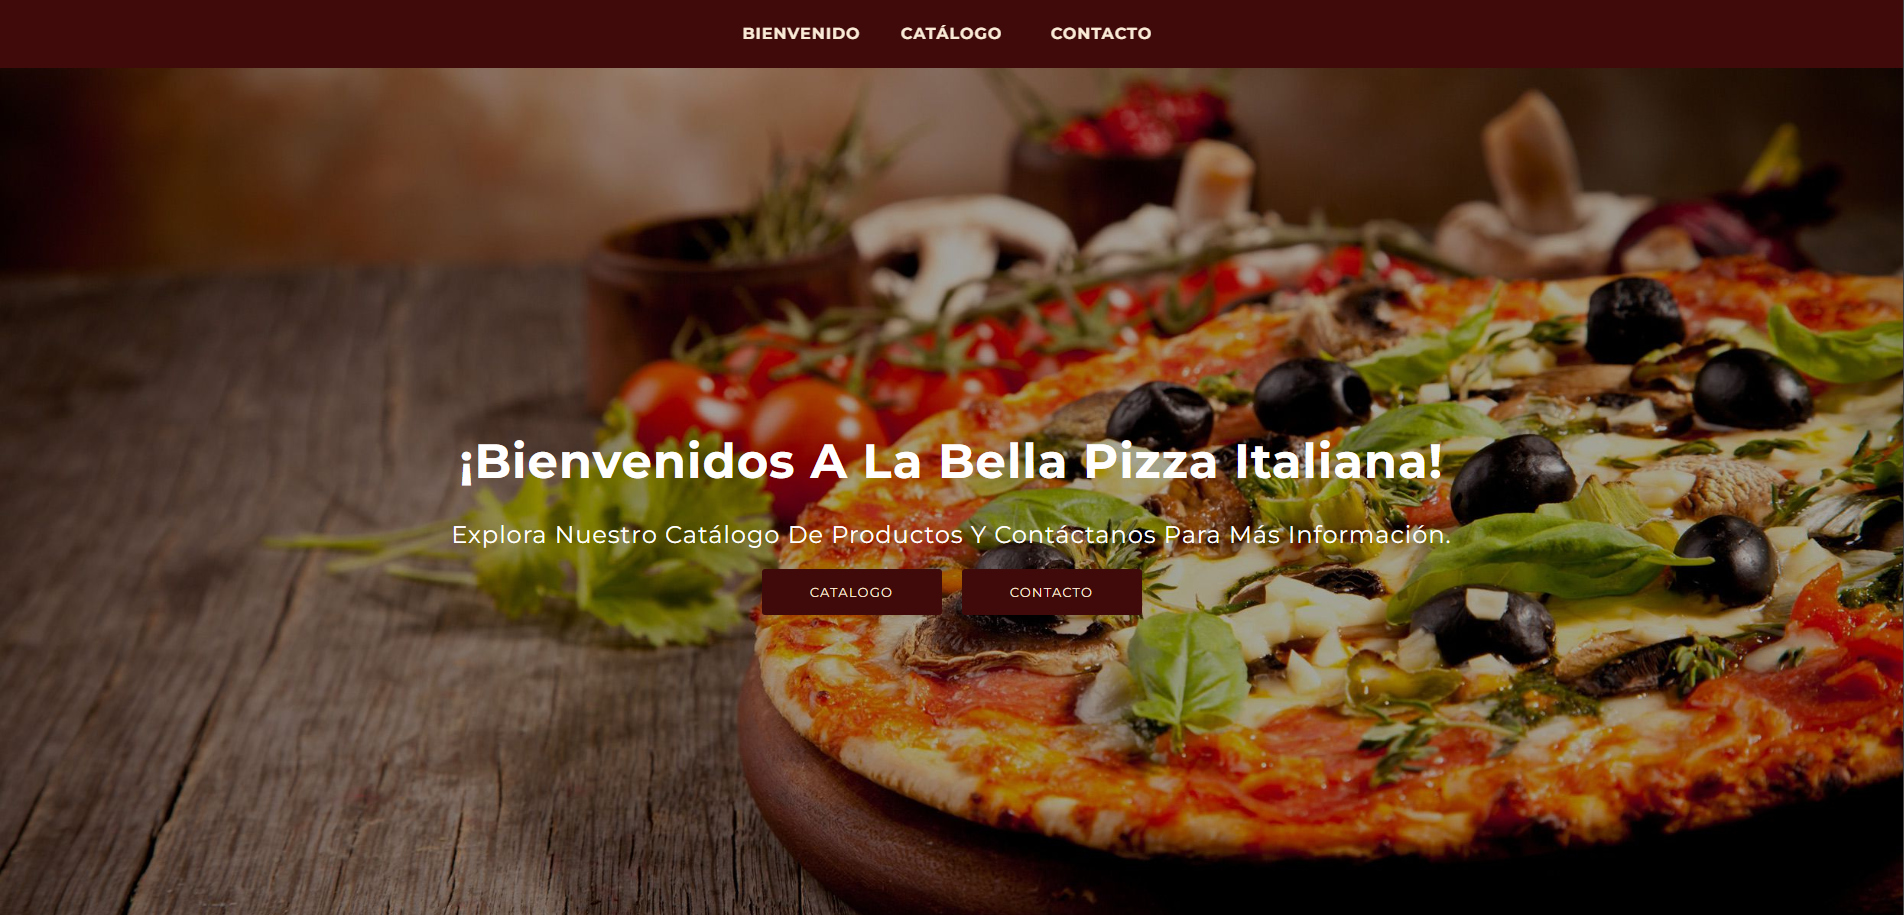 BIENVENIDO CATÁLOGO CONTACTO
¡Bienvenidos A La Bella Pizza Italiana!
Explora Nuestro Catálogo De Productos Y Contáctanos Para Más Información.
CATALOGO CONTACTO